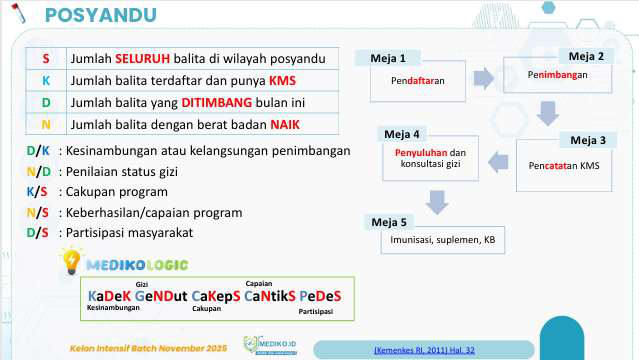 POSYANDU
S Jumlah SELURUH balita di wilayah posyandu
K Jumlah balita terdaftar dan punya KMS
D Jumlah balita yang DITIMBANG bulan ini
N Jumlah balita dengan berat badan NAIK
D/K : Kesinambungan atau kelangsungan penimbangan
N/D : Penilaian status gizi
K/S : Cakupan program
N/S : Keberhasilan/capaian program
D/S : Partisipasi masyarakat
Meja 1
Pendaftaran
Meja 2
Penimbangan
Meja 3
Pencatatan KMS
Meja 4
Penyuluhan dan
konsultasi gizi
Meja 5
Imunisasi, suplemen, KB
MEDIKOLOGIC
Gizi
Capaian
KaDeK GeNDut CaKepS CaNtikS PeDeS
Kesinambungan
Cakupan
Partisipasi
Kelon Intensif Batch November 2025
MEDIKO.ID
(Kemenkes RI, 2011) Hal. 32